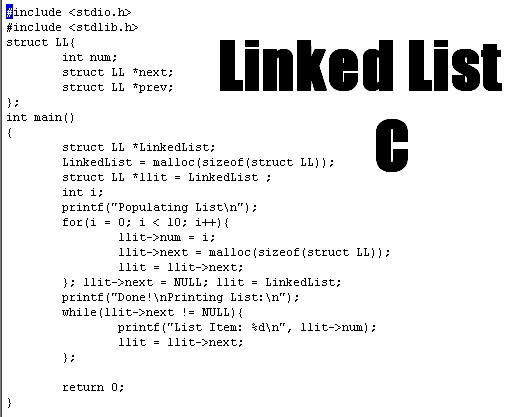 #include <stdio.h>
#include <stdlib.h>
struct LL{
int num;
struct LL *next;
struct LL *prev;
};
int main()
{
struct LL *LinkedList;
LinkedList = malloc(sizeof(struct LL));
struct LL *llit = LinkedList ;
int i;
printf("Populating List\n");
for(i = 0; i < 10; i++){
llit->num = i;
llit->next = malloc(sizeof(struct LL));
llit = llit->next;
}; llit->next = NULL; llit = LinkedList;
printf("Done!\nPrinting List:\n");
while(llit->next != NULL){
printf("List Item: %d\n", llit->num);
llit = llit->next;
};
return 0;
}
Linked List
C